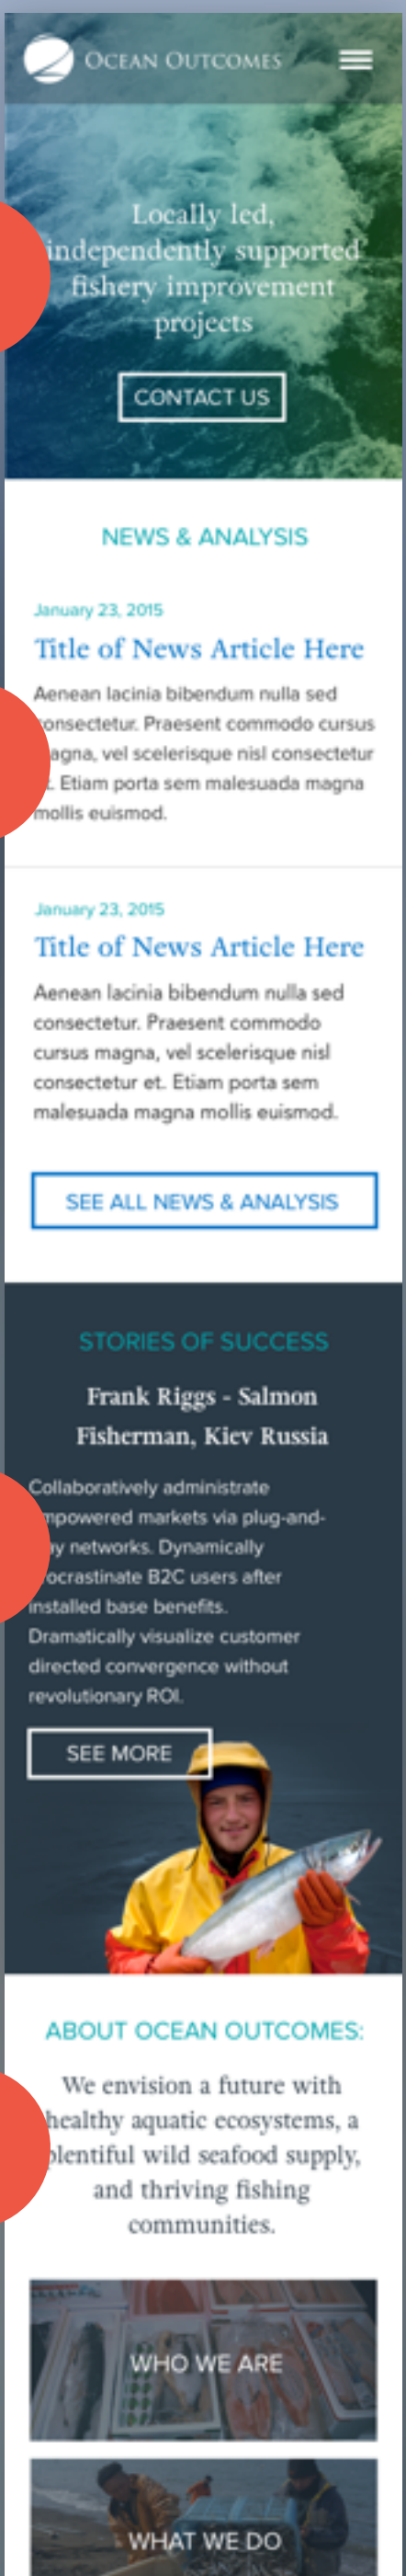 OCEAN OUTCOMES
Locally led,
independently supported
fishery improvement
projects
CONTACT US
NEWS & ANALYSIS
January 23, 2015
Title of News Article Here
Aenean lacinia bibendum nulla sed
consectetur. Praesent commodo cursus
magna, vel scelerisque nisl consectetur
Etiam porta sem malesuada magna
mollis euismod.
January 23, 2015
Title of News Article Here
Aenean lacinia bibendum nulla sed
consectetur. Praesent commodo
cursus magna, vel scelerisque nisl
consectetur et. Etiam porta sem
malesuada magna mollis euismod.
SEE ALL NEWS & ANALYSIS
STORIES OF SUCCESS
Frank Riggs - Salmon
Fisherman, Kiev Russia
Collaboratively administrate
empowered markets via plug-and-
networks. Dynamically
procrastinate B2C users after
installed base benefits.
Dramatically visualize customer
directed convergence without
revolutionary ROI.
SEE MORE
ABOUT OCEAN OUTCOMES:
We envision a future with
healthy aquatic ecosystems, a
plentiful wild seafood supply,
and thriving fishing
communities.
WHO WE ARE
WHAT WE DO